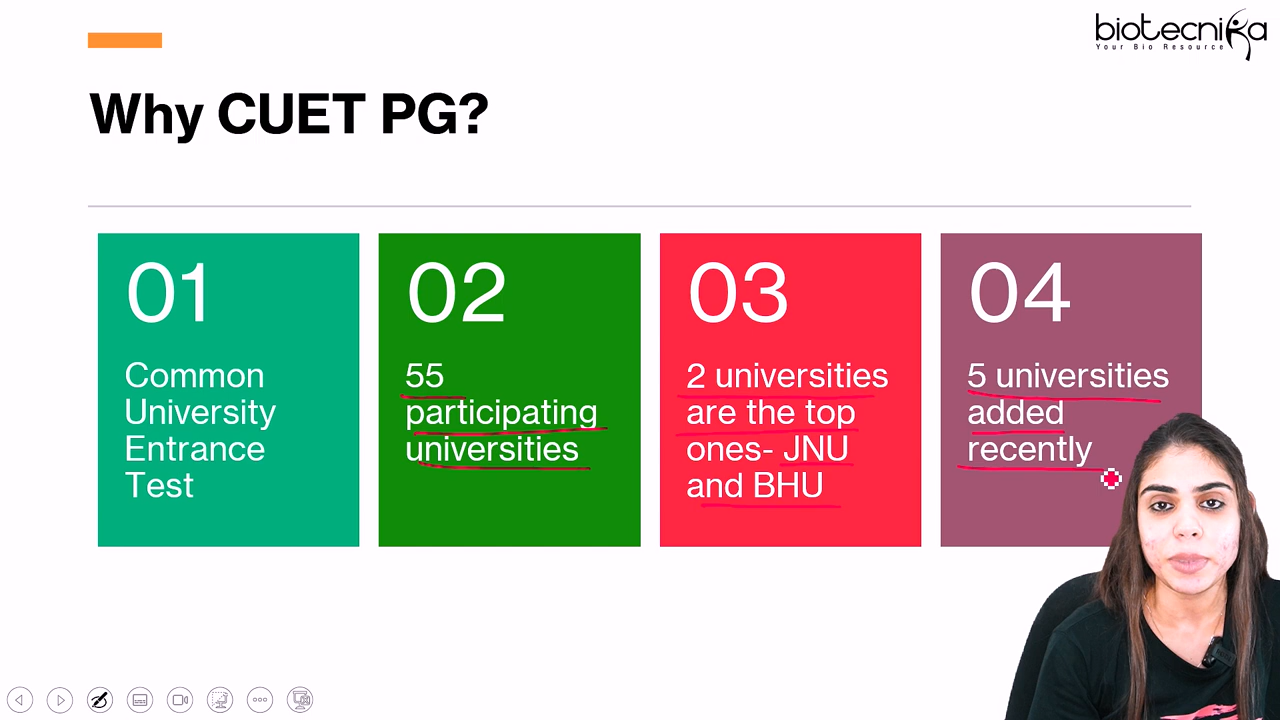 biotecnika
Your Bio Resource
Why CUET PG?
01
Common
University
Entrance
Test
02
55
participating
universities
03
2 universities
are the top
ones- JNU
and BHU
04
5 universities
added
recently